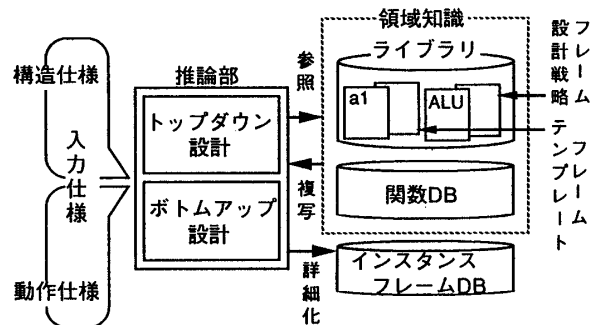 構造仕様
入力仕様
動作仕様
推論部
トップダウン
設計
ボトムアップ
設計
参照
複写
詳細化
領域知識
ライブラリ
a1
ALU
関数DB
インスタンス
フレームDB
フレーム
設計戦略
フレーム
テンプレート